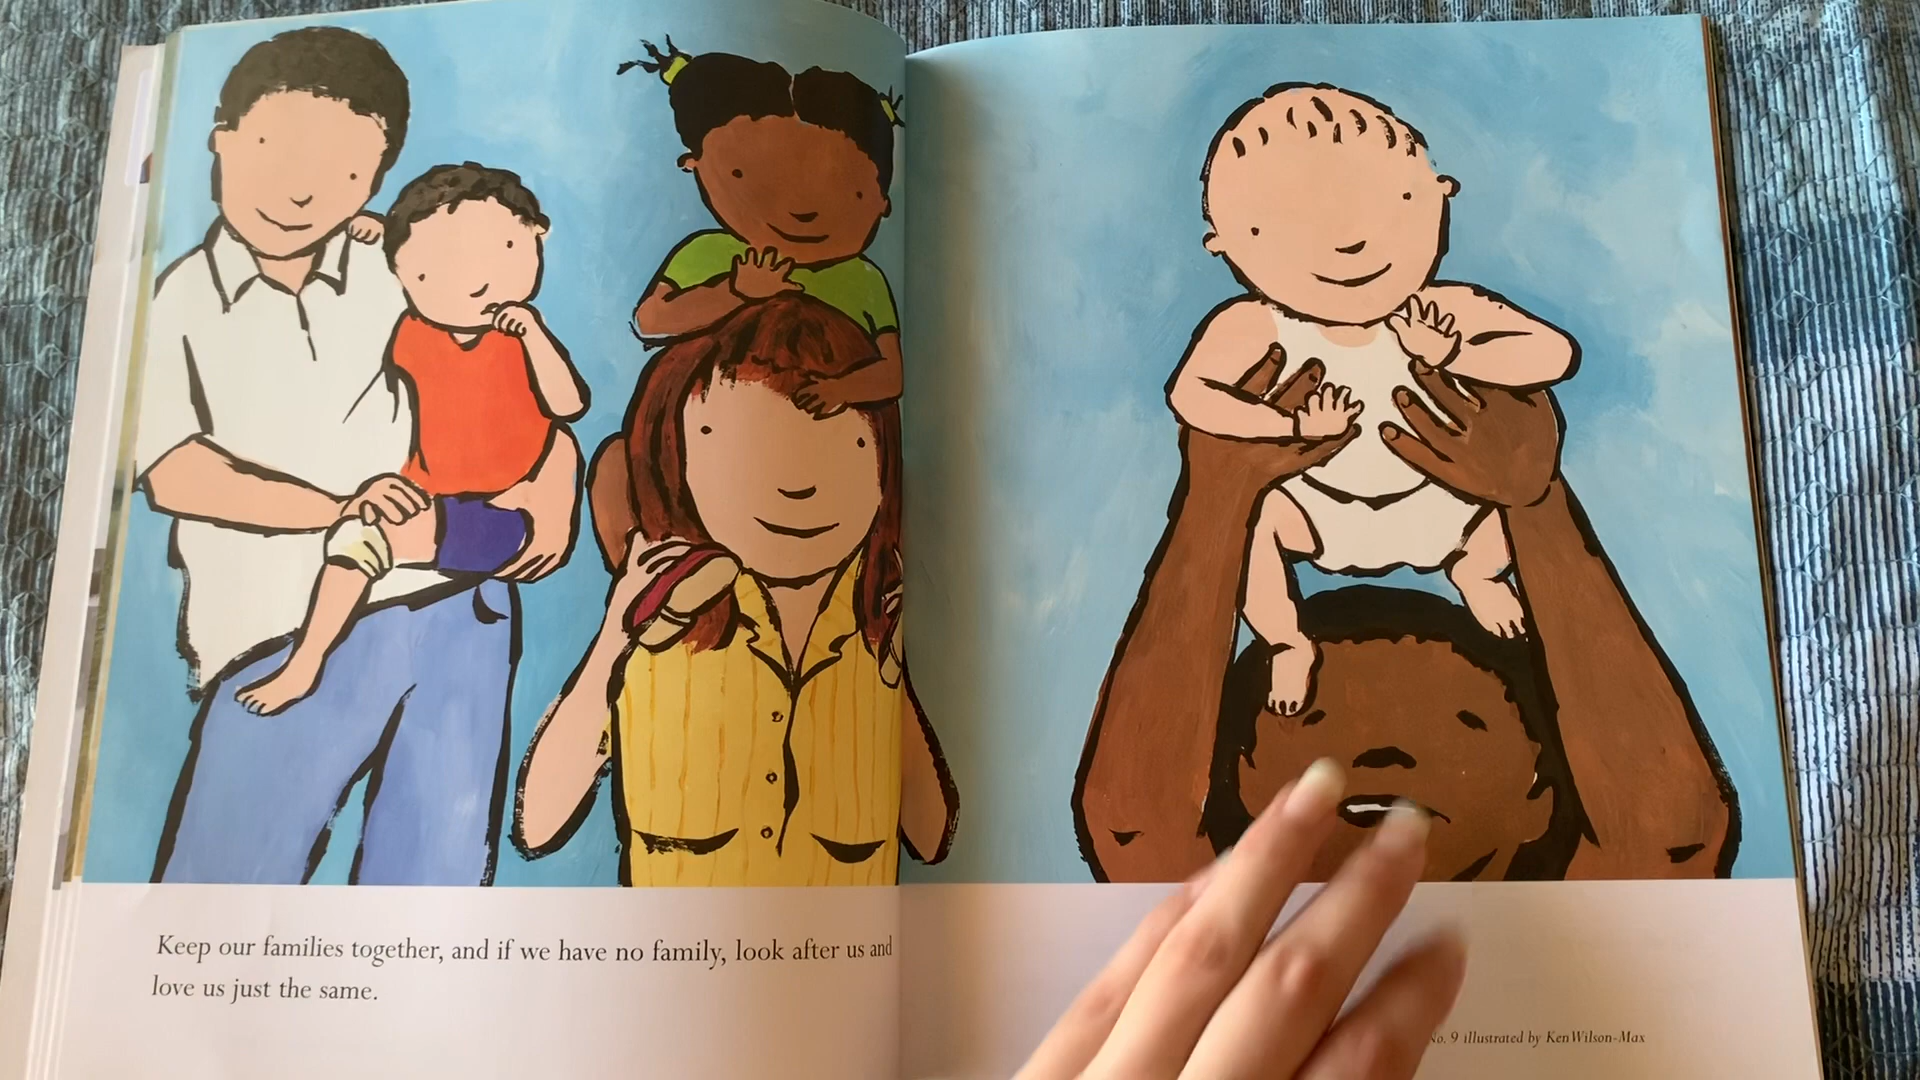 Keep our families together, and if we have no family, look after us and
love us just the same.
No. 9 illustrated by Ken Wilson-Max